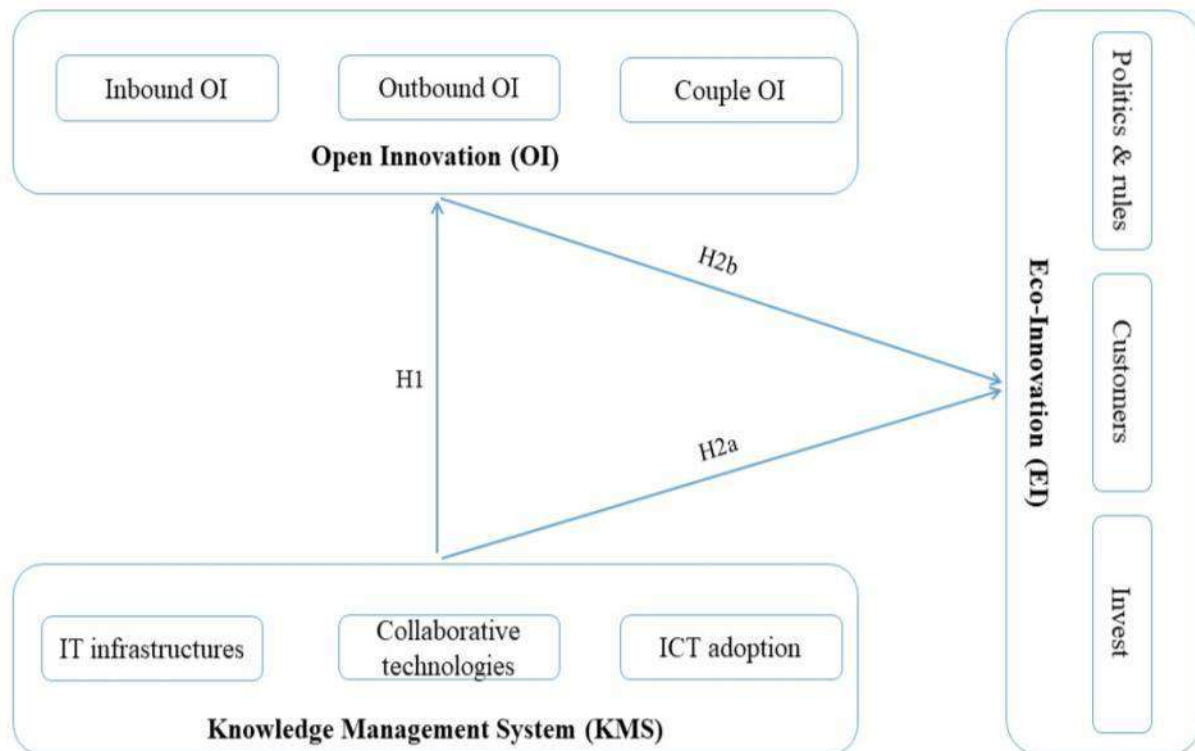 Inbound OI
Outbound OI
Couple OI
Open Innovation (OI)
H1
H2b
H2a
IT infrastructures
Collaborative
technologies
ICT adoption
Knowledge Management System (KMS)
Eco-Innovation (EI)
Politics & rules
Customers
Invest